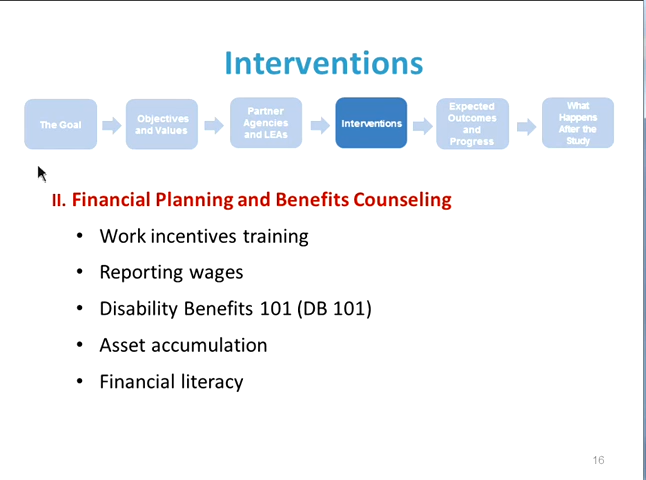 Interventions
The Goal
Objectives
and Values
Partner
Agencies
and LEAs
Interventions
Expected
Outcomes
and
Progress
What
Happens
After the
Study
II. Financial Planning and Benefits Counseling
• Work incentives training
• Reporting wages
• Disability Benefits 101 (DB 101)
• Asset accumulation
• Financial literacy
16